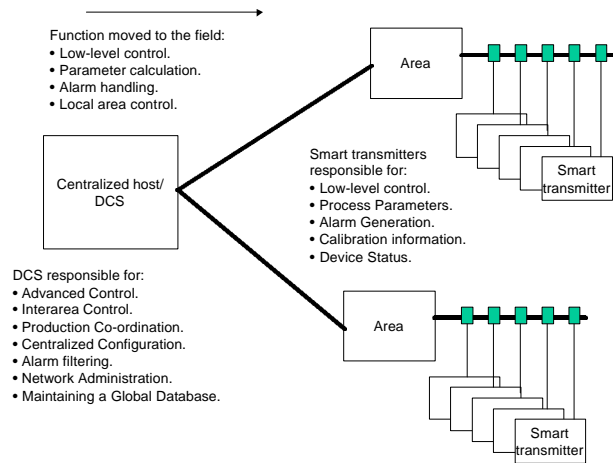 Function moved to the field:
• Low-level control.
• Parameter calculation.
• Alarm handling.
• Local area control.
Area
Centralized host/
DCS
Smart transmitters
responsible for:
• Low-level control.
• Process Parameters.
• Alarm Generation.
• Calibration information.
• Device Status.
Smart
transmitter
DCS responsible for:
• Advanced Control.
• Interarea Control.
• Production Co-ordination.
• Centralized Configuration.
• Alarm filtering.
• Network Administration.
• Maintaining a Global Database.
Area
Smart
transmitter